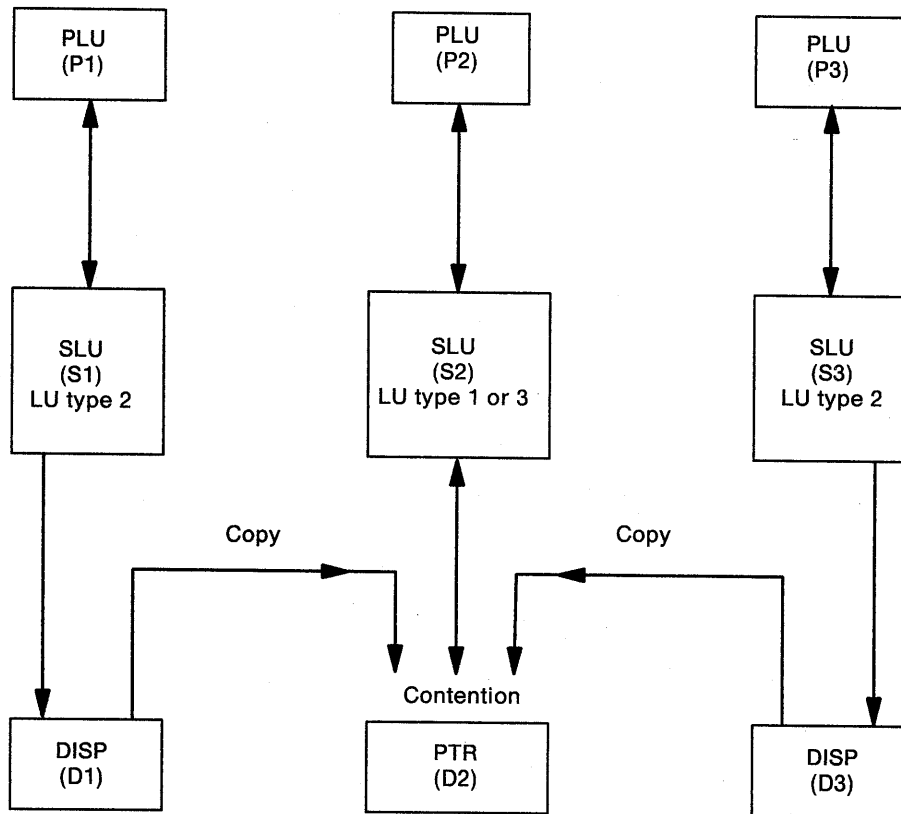 PLU
(P1)
PLU
(P2)
PLU
(P3)
SLU
(S1)
LU type 2
SLU
(S2)
LU type 1 or 3
SLU
(S3)
LU type 2
Copy
Copy
Contention
DISP
(D1)
PTR
(D2)
DISP
(D3)